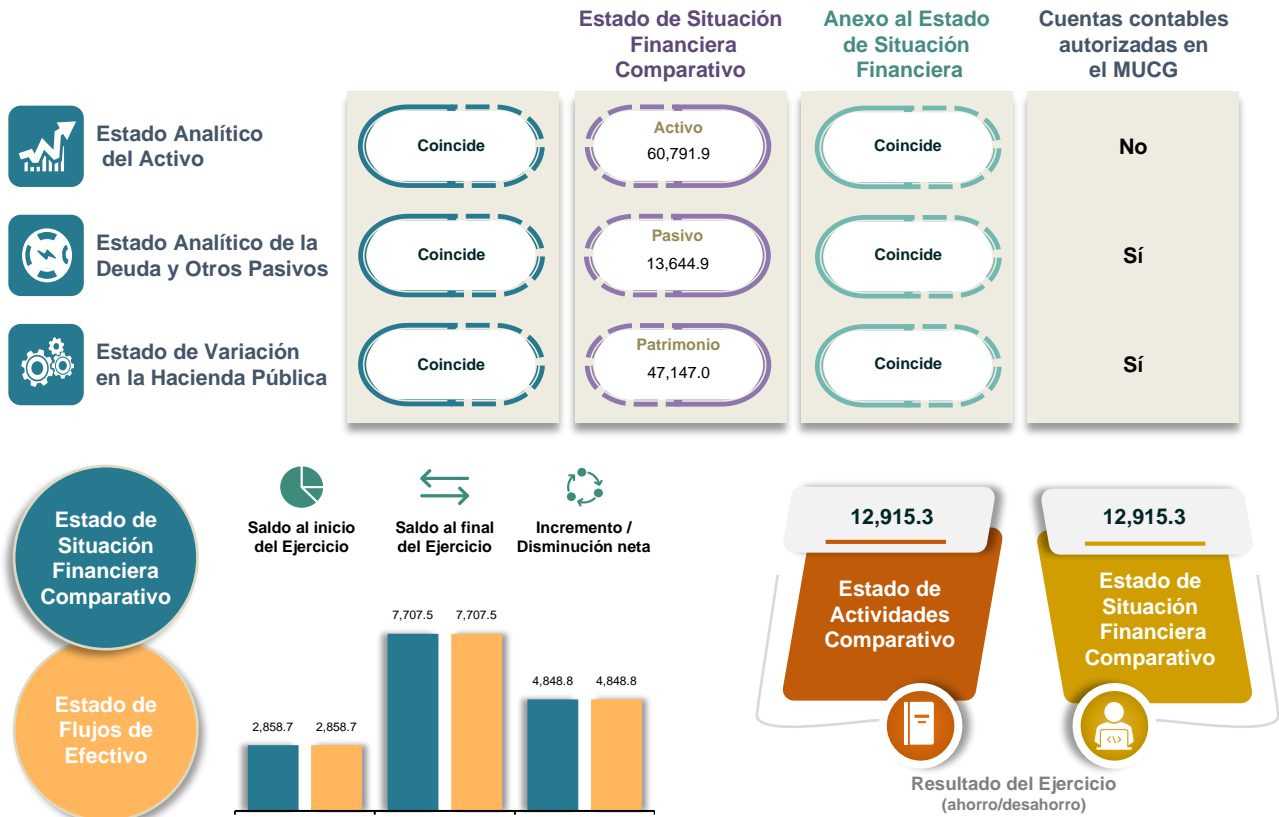 Estado de Situación
Financiera
Comparativo
Anexo al Estado
de Situación
Financiera
Cuentas contables
autorizadas en
el MUCG
Estado Analítico
del Activo
Coincide
Activo
60,791.9
Coincide
No
Estado Analítico de la
Deuda y Otros Pasivos
Coincide
Pasivo
13,644.9
Coincide
Sí
Estado de Variación
en la Hacienda Pública
Coincide
Patrimonio
47,147.0
Coincide
Sí
Estado de
Situación
Financiera
Comparativo
Estado de
Flujos de
Efectivo
Saldo al inicio
del Ejercicio
Saldo al final
del Ejercicio
Incremento /
Disminución neta
2,858.7
2,858.7
7,707.5
7,707.5
4,848.8
4,848.8
12,915.3
Estado de
Actividades
Comparativo
12,915.3
Estado de
Situación
Financiera
Comparativo
Resultado del Ejercicio
(ahorro/desahorro)